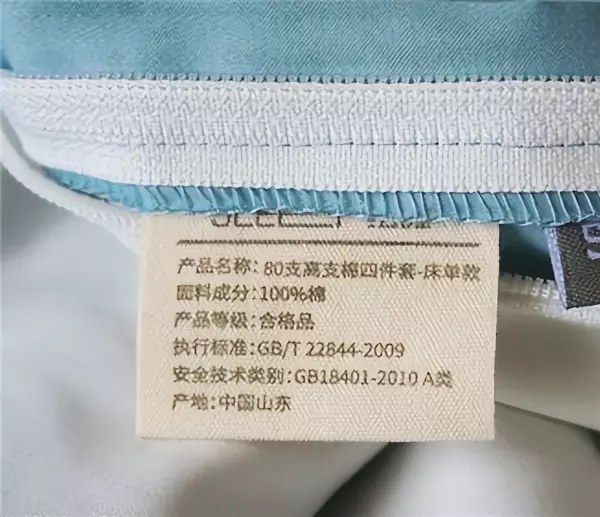 产品名称：80支高支棉四件套-床单款
面料成分：100%棉
产品等级：合格品
执行标准：GB/T 22844-2009
安全技术类别：GB18401-2010 A类
产地：中国山东